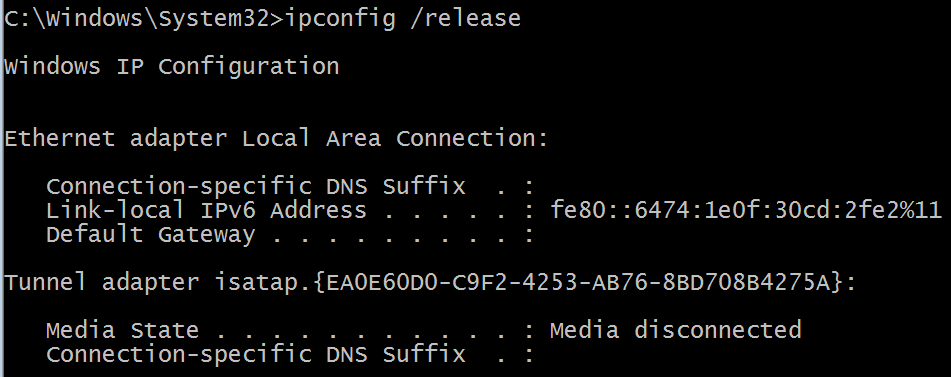 C:\Windows\System32>ipconfig /release
Windows IP Configuration
Ethernet adapter Local Area Connection:
Connection-specific DNS Suffix  . :
Link-local IPv6 Address . . . . . : fe80::6474:1e0f:30cd:2fe2%11
Default Gateway . . . . . . . . . :
Tunnel adapter isatap.{EA0E60D0-C9F2-4253-AB76-8BD708B4275A}:
Media State . . . . . . . . . . . : Media disconnected
Connection-specific DNS Suffix  . :